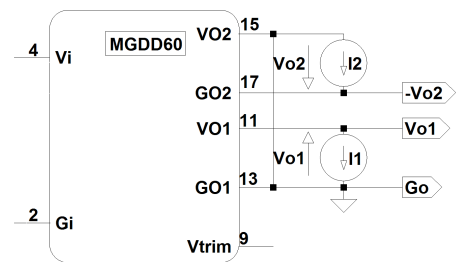 15
VO2
MGDD60
4
Vi
Vo2
I2
17
GO2
-Vo2
11
VO1
Vo1
Vo1
I1
13
GO1
Go
2
Gi
9
Vtrim